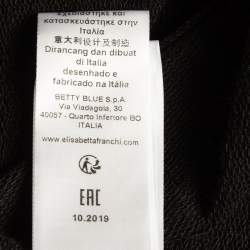 σχεδιάστηκε και
κατασκευάστηκε στην
Ιταλία
意大利设计及制造
Dirancang dan dibuat
di Italia
desenhado e
fabricado na Itália
BETTY BLUE S.p.A.
Via Viadagola, 30
40057 - Quarto Inferiore BO
ITALIA
www.elisabettafranchi.com
EAC
10.2019